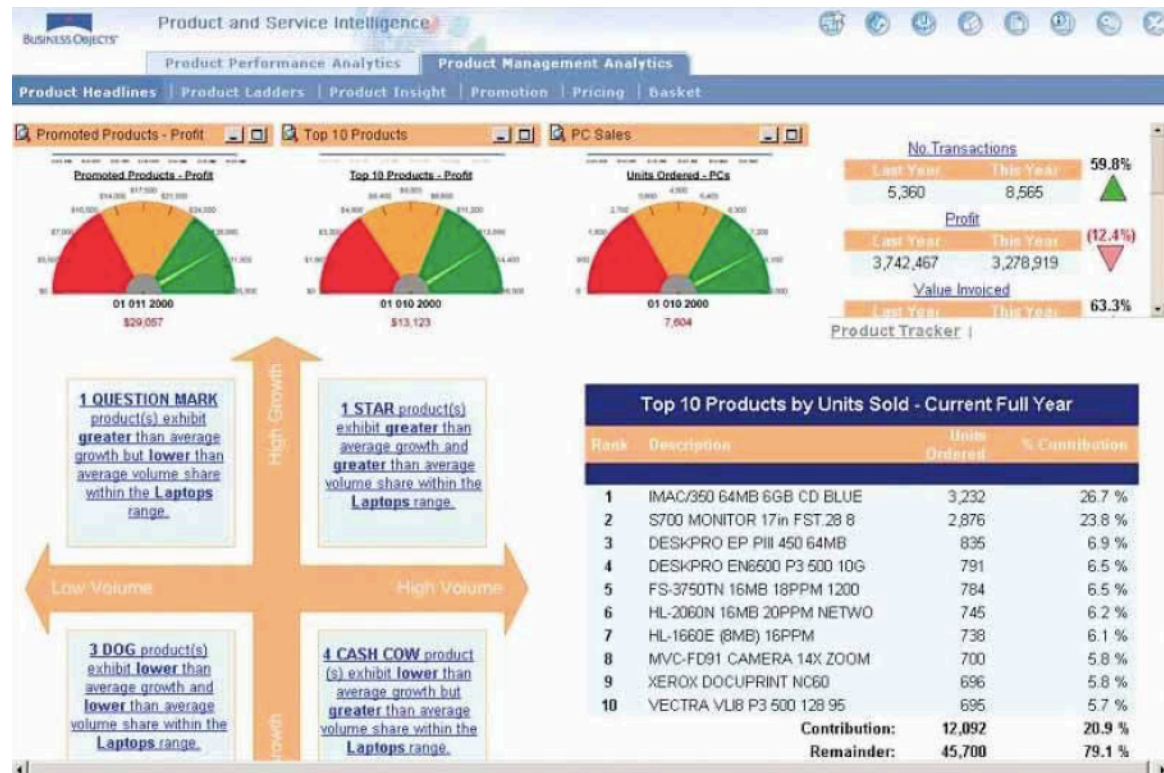 BUSINESS OBJECTS
Product and Service Intelligence
Product Performance Analytics
Product Management Analytics
Product Headlines | Product Ladders | Product Insight | Promotion | Pricing | Basket
Promoted Products - Profit
Promoted Products - Profit
$14,000 $17,500 $21,000
01 011 2000
$29,057
Top 10 Products
Top 10 Products - Profit
01 010 2000
$13,123
PC Sales
Units Ordered - PCs
01 010 2000
7,604
No Transactions
Last Year This Year
5,360 8,565
59.8%
Profit
Last Year This Year
3,742,467 3,278,919
(12.4%)
Value Invoiced
Last Year This Year
63.3%
Product Tracker |
High Growth
Low Volume
High Volume
1 QUESTION MARK
product(s) exhibit
greater than average
growth but lower than
average volume share
within the Laptops
range.
1 STAR product(s)
exhibit greater than
average growth and
greater than average
volume share within the
Laptops range.
3 DOG product(s)
exhibit lower than
average growth and
lower than average
volume share within the
Laptops range.
4 CASH COW product
(s) exhibit lower than
average growth but
greater than average
volume share within the
Laptops range.
Top 10 Products by Units Sold - Current Full Year
Rank Description Units Ordered % Contribution
1 IMAC/350 64MB 6GB CD BLUE 3,232 26.7 %
2 S700 MONITOR 17in FST.28 8 2,876 23.8 %
3 DESKPRO EP PIII 450 64MB 835 6.9 %
4 DESKPRO EN6500 P3 500 10G 791 6.5 %
5 FS-3750TN 16MB 18PPM 1200 784 6.5 %
6 HL-2060N 16MB 20PPM NETWO 745 6.2 %
7 HL-1660E (8MB) 16PPM 738 6.1 %
8 MVC-FD91 CAMERA 14X ZOOM 700 5.8 %
9 XEROX DOCUPRINT NC60 696 5.8 %
10 VECTRA VLI8 P3 500 128 95 695 5.7 %
Contribution: 12,092 20.9 %
Remainder: 45,700 79.1 %